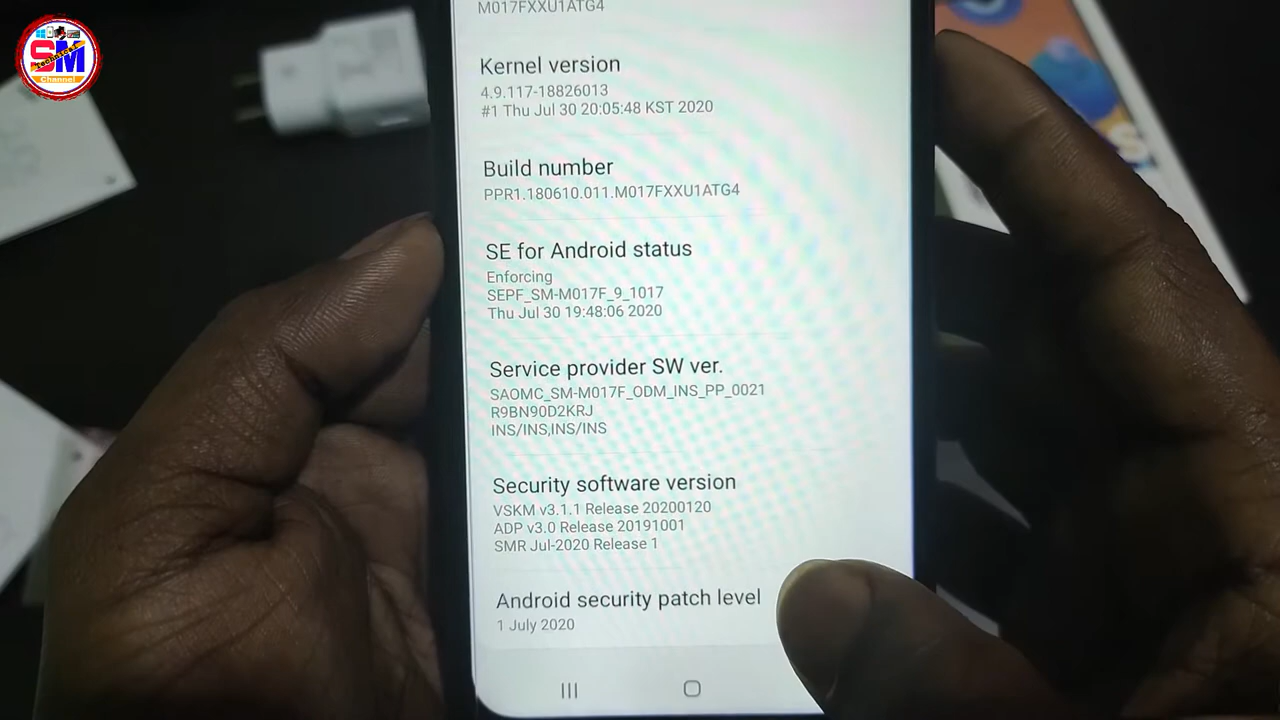 SM
Technical
Channel
M017FXXU1ATG4
Kernel version
4.9.117-18826013
#1 Thu Jul 30 20:05:48 KST 2020
Build number
PPR1.180610.011.M017FXXU1ATG4
SE for Android status
Enforcing
SEPF_SM-M017F_9_1017
Thu Jul 30 19:48:06 2020
Service provider SW ver.
SAOMC_SM-M017F_ODM_INS_PP_0021
R9BN90D2KRJ
INS/INS,INS/INS
Security software version
VSKM v3.1.1 Release 20200120
ADP v3.0 Release 20191001
SMR Jul-2020 Release 1
Android security patch level
1 July 2020